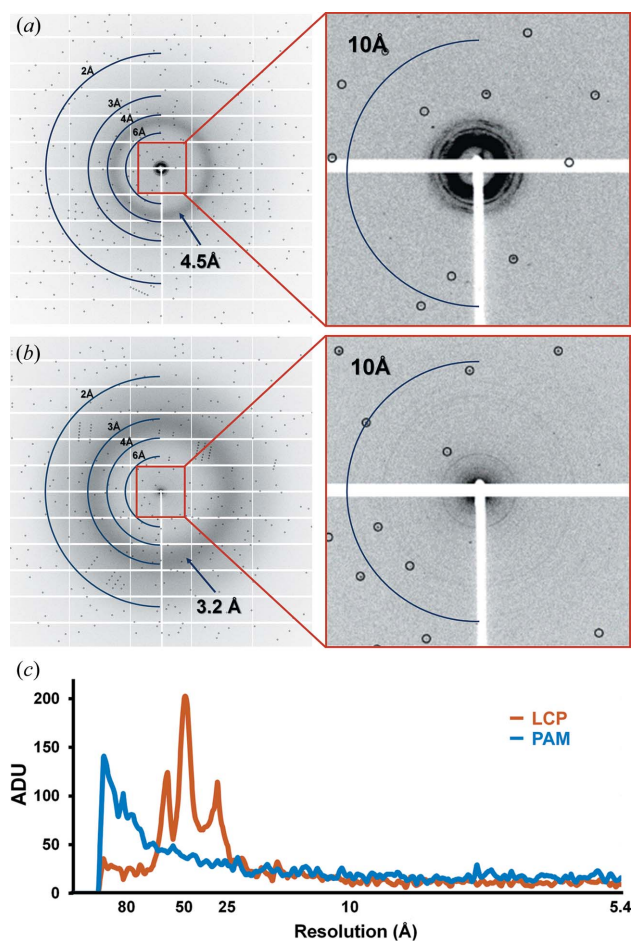 (a)
2Å
3Å
4Å
6Å
4.5Å
10Å
(b)
2Å
3Å
4Å
6Å
3.2 Å
10Å
(c)
200
150
100
50
0
ADU
LCP
PAM
80 50 25 10 5.4
Resolution (Å)